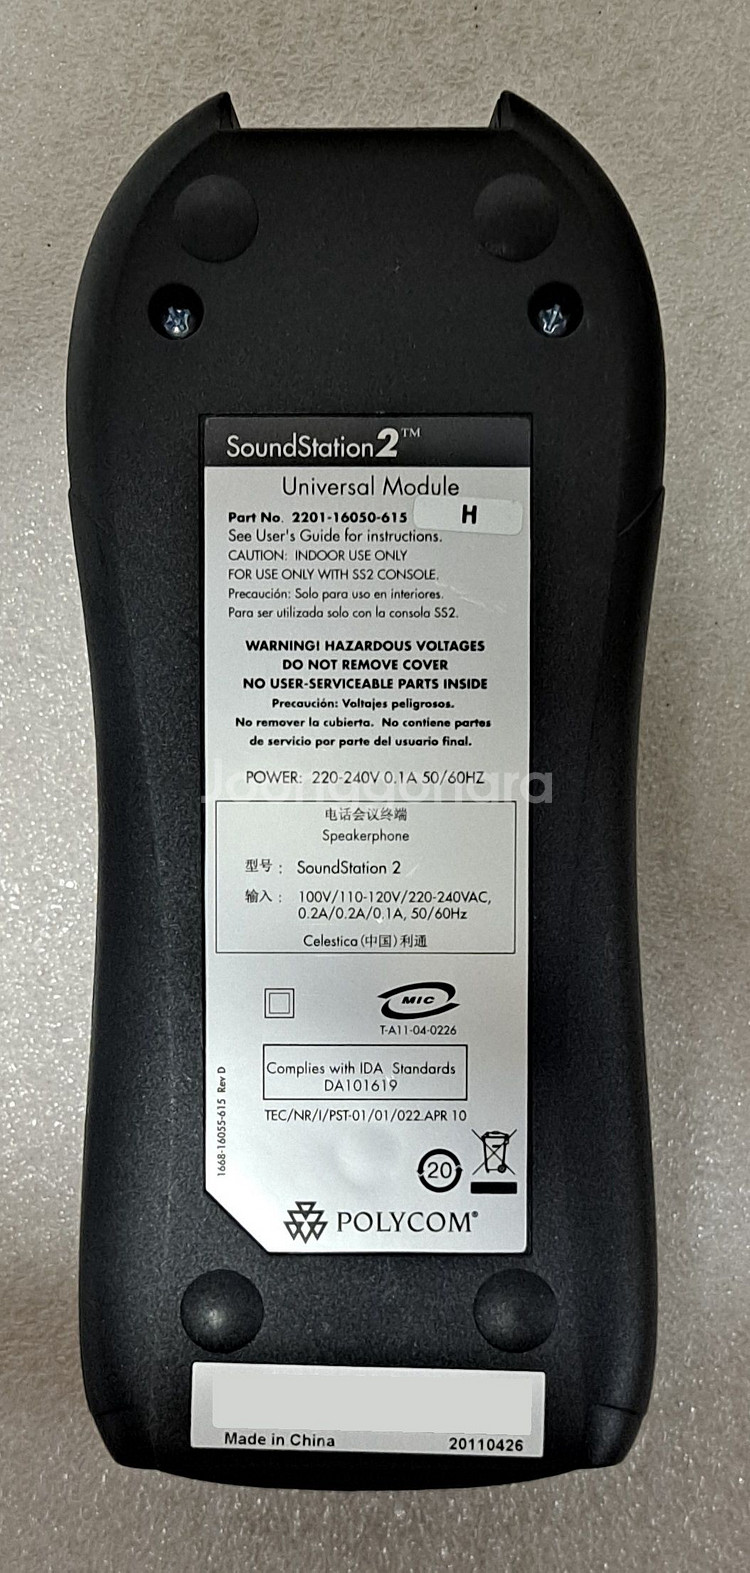 SoundStation2™
Universal Module
Part No. 2201-16050-615 H
See User's Guide for instructions.
CAUTION: INDOOR USE ONLY
FOR USE ONLY WITH SS2 CONSOLE.
Precaución: Solo para uso en interiores.
Para ser utilizada solo con la consola SS2.
WARNING! HAZARDOUS VOLTAGES
DO NOT REMOVE COVER
NO USER-SERVICEABLE PARTS INSIDE
Precaución: Voltajes peligrosos.
No remover la cubierta. No contiene partes
de servicio por parte del usuario final.
POWER: 220-240V 0.1A 50/60HZ
Joonggonara
电话会议终端
Speakerphone
型号: SoundStation 2
输入: 100V/110-120V/220-240VAC,
0.2A/0.2A/0.1A, 50/60Hz
Celestica (中国) 利通
MIC
T-A11-04-0226
Complies with IDA Standards
DA101619
TEC/NR/I/PST-01/01/022.APR 10
1668-16055-615 Rev D
20
POLYCOM®
Made in China 20110426